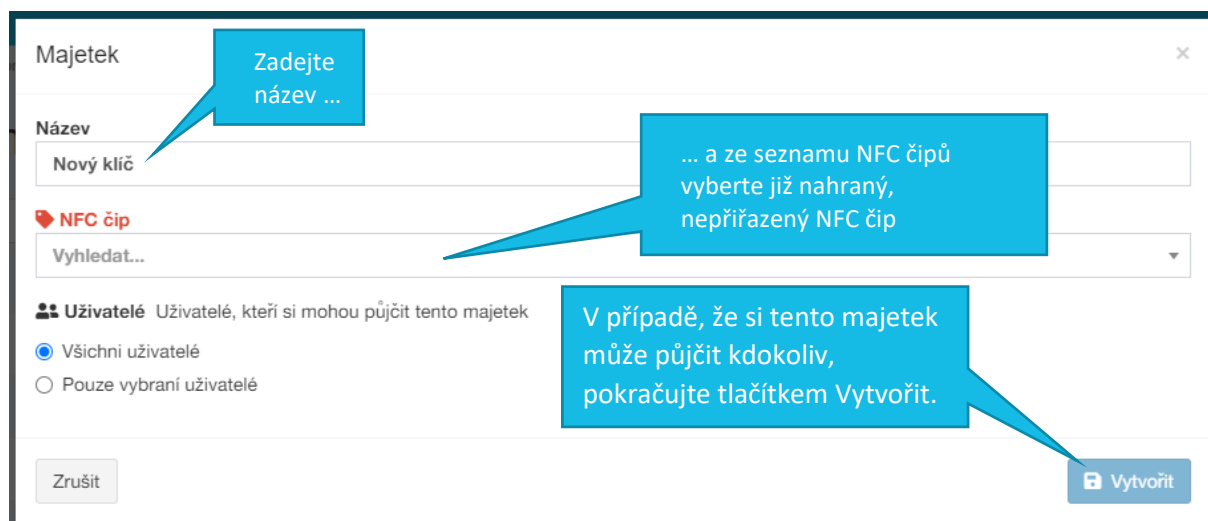 Majetek
×
Zadejte
název ...
Název
Nový klíč
... a ze seznamu NFC čipů
vyberte již nahraný,
nepřiřazený NFC čip
NFC čip
Vyhledat...
Uživatelé Uživatelé, kteří si mohou půjčit tento majetek
Všichni uživatelé
Pouze vybraní uživatelé
V případě, že si tento majetek
může půjčit kdokoliv,
pokračujte tlačítkem Vytvořit.
Zrušit
Vytvořit